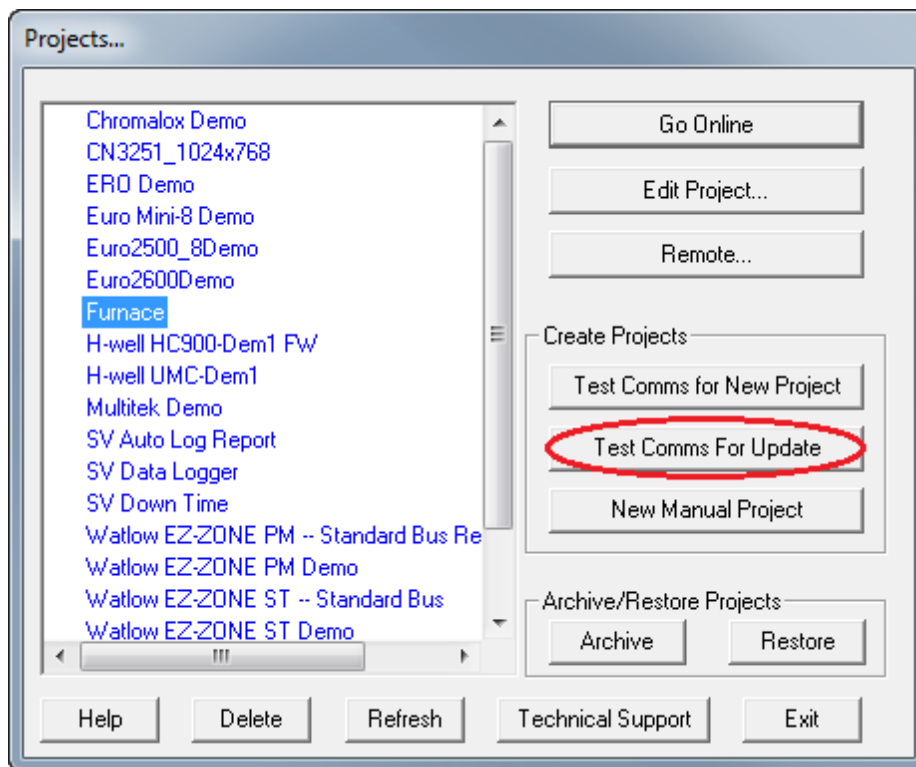 Projects...
Chromalox Demo
CN3251_1024x768
ERO Demo
Euro Mini-8 Demo
Euro2500_8Demo
Euro2600Demo
Furnace
H-well HC900-Dem1 FW
H-well UMC-Dem1
Multitek Demo
SV Auto Log Report
SV Data Logger
SV Down Time
Watlow EZ-ZONE PM -- Standard Bus Re
Watlow EZ-ZONE PM Demo
Watlow EZ-ZONE ST -- Standard Bus
Watlow EZ-ZONE ST Demo
Go Online
Edit Project...
Remote...
Create Projects
Test Comms for New Project
Test Comms For Update
New Manual Project
Archive/Restore Projects
Archive Restore
Help Delete Refresh Technical Support Exit